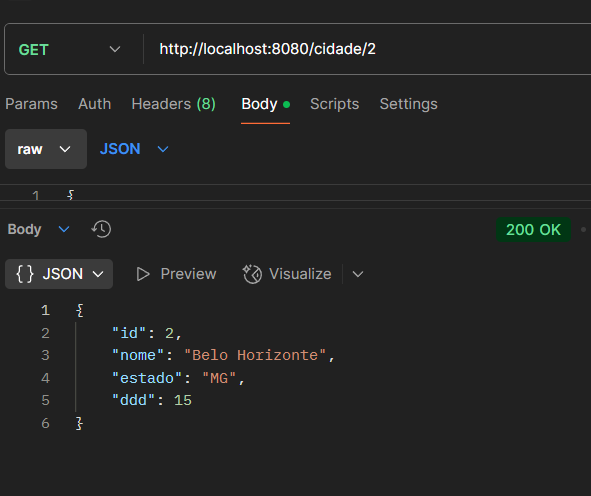 GET http://localhost:8080/cidade/2
Params Auth Headers (8) Body Scripts Settings
raw JSON
1 {
Body 200 OK
{} JSON Preview Visualize
1 {
2 "id": 2,
3 "nome": "Belo Horizonte",
4 "estado": "MG",
5 "ddd": 15
6 }